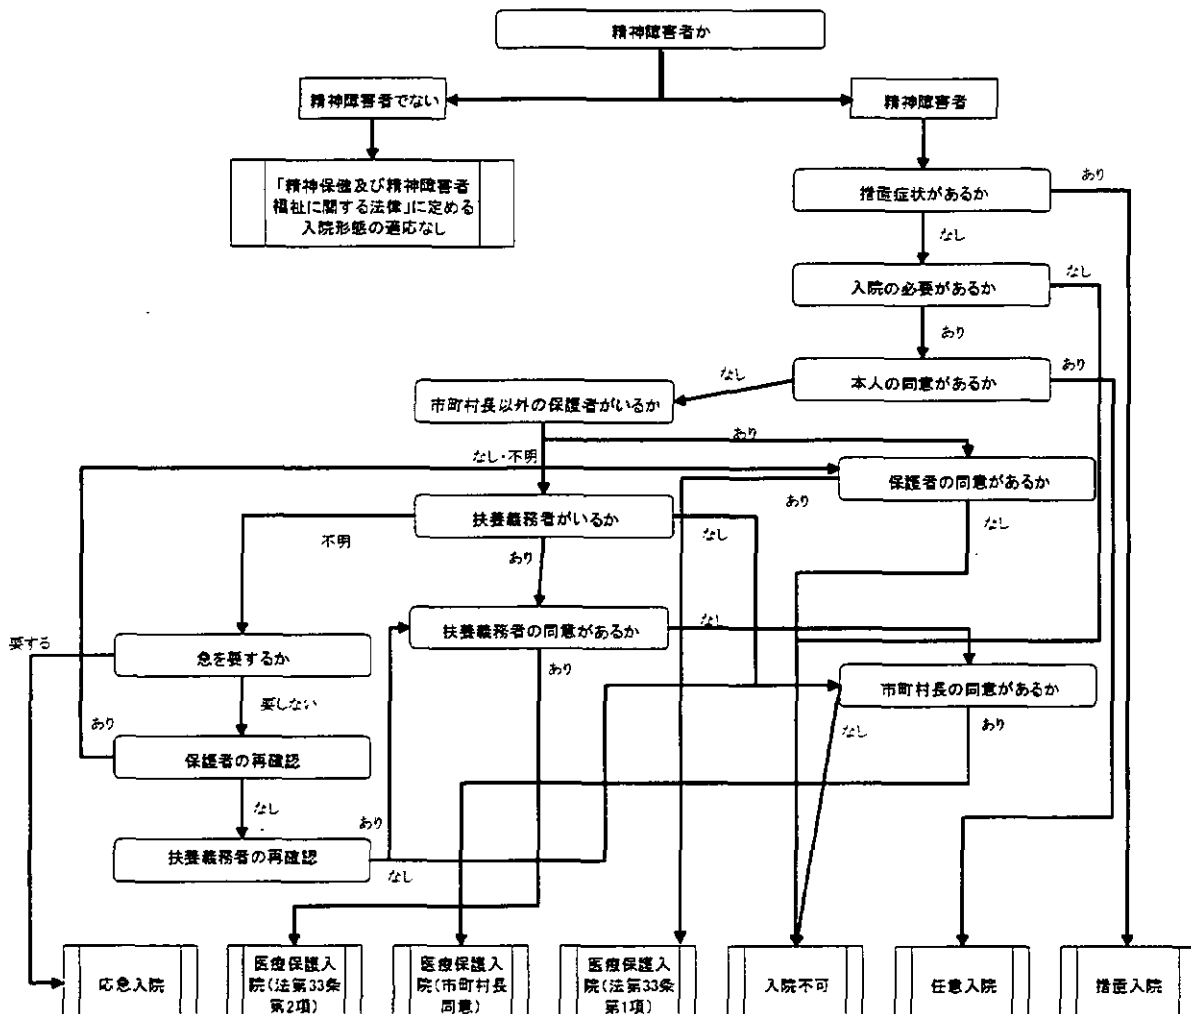 精神障害者か
精神障害者でない
精神障害者
「精神保健及び精神障害者
福祉に関する法律」に定める
入院形態の適応なし
措置症状があるか
あり
なし
入院の必要があるか
なし
あり
本人の同意があるか
あり
なし
市町村長以外の保護者がいるか
あり
なし・不明
保護者の同意があるか
あり
なし
扶養義務者がいるか
なし
不明
あり
扶養義務者の同意があるか
なし
あり
要する
急を要するか
要しない
市町村長の同意があるか
なし
あり
あり
保護者の再確認
なし
あり
扶養義務者の再確認
なし
応急入院
医療保護入
院(法第33条
第2項)
医療保護入
院(市町村長
同意)
医療保護入
院(法第33条
第1項)
入院不可
任意入院
措置入院